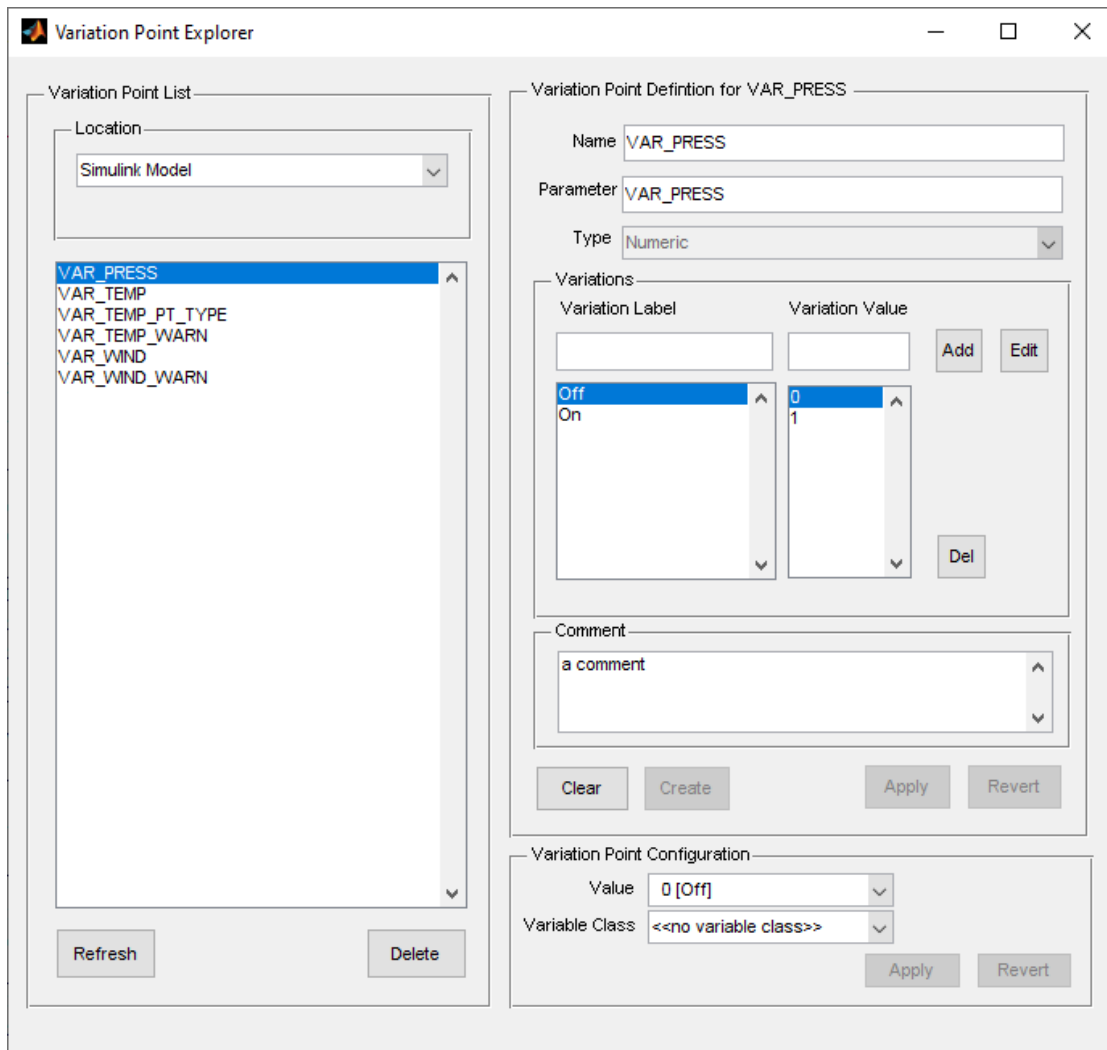 Variation Point Explorer
Variation Point List
Location
Simulink Model
VAR_PRESS
VAR_TEMP
VAR_TEMP_PT_TYPE
VAR_TEMP_WARN
VAR_WIND
VAR_WIND_WARN
Refresh
Delete
Variation Point Defintion for VAR_PRESS
Name VAR_PRESS
Parameter VAR_PRESS
Type Numeric
Variations
Variation Label Variation Value
Add Edit
Off 0
On 1
Del
Comment
a comment
Clear Create Apply Revert
Variation Point Configuration
Value 0 [Off]
Variable Class <<no variable class>>
Apply Revert